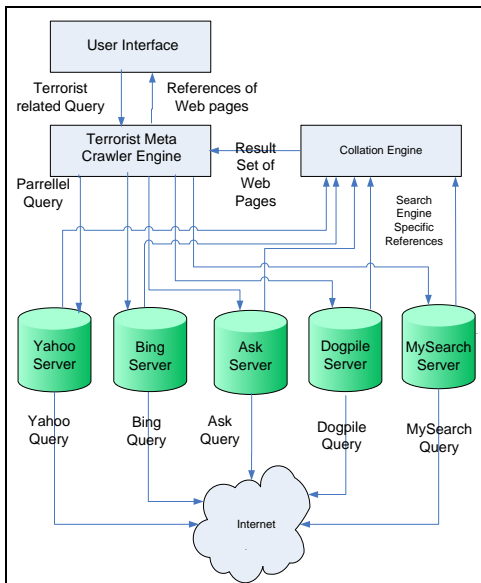 User Interface
Terrorist
related Query
References of
Web pages
Terrorist Meta
Crawler Engine
Result
Set of
Web
Pages
Collation Engine
Parrellel
Query
Search
Engine
Specific
References
Yahoo
Server
Bing
Server
Ask
Server
Dogpile
Server
MySearch
Server
Yahoo
Query
Bing
Query
Ask
Query
Dogpile
Query
MySearch
Query
Internet